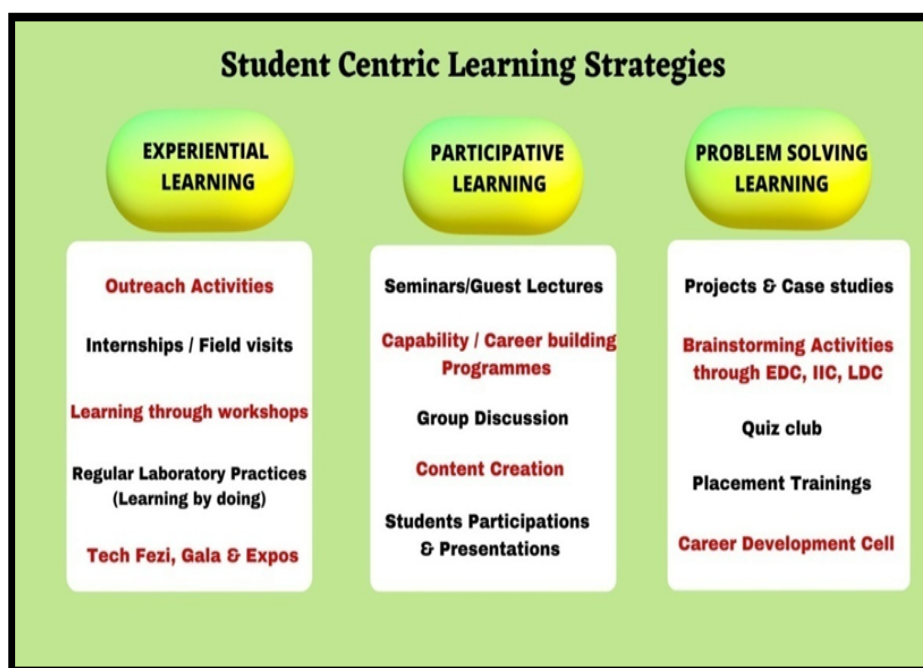 Student Centric Learning Strategies
EXPERIENTIAL
LEARNING
Outreach Activities
Internships / Field visits
Learning through workshops
Regular Laboratory Practices
(Learning by doing)
Tech Fezi, Gala & Expos
PARTICIPATIVE
LEARNING
Seminars/Guest Lectures
Capability / Career building
Programmes
Group Discussion
Content Creation
Students Participations
& Presentations
PROBLEM SOLVING
LEARNING
Projects & Case studies
Brainstorming Activities
through EDC, IIC, LDC
Quiz club
Placement Trainings
Career Development Cell